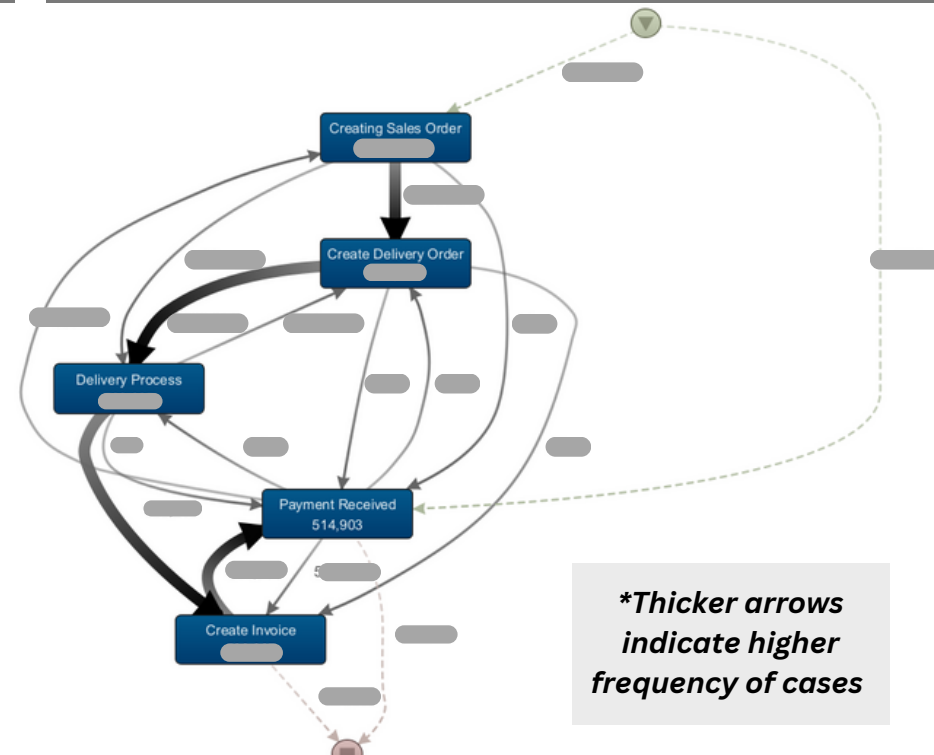 Creating Sales Order
Create Delivery Order
Delivery Process
Payment Received
514,903
Create Invoice
*Thicker arrows
indicate higher
frequency of cases